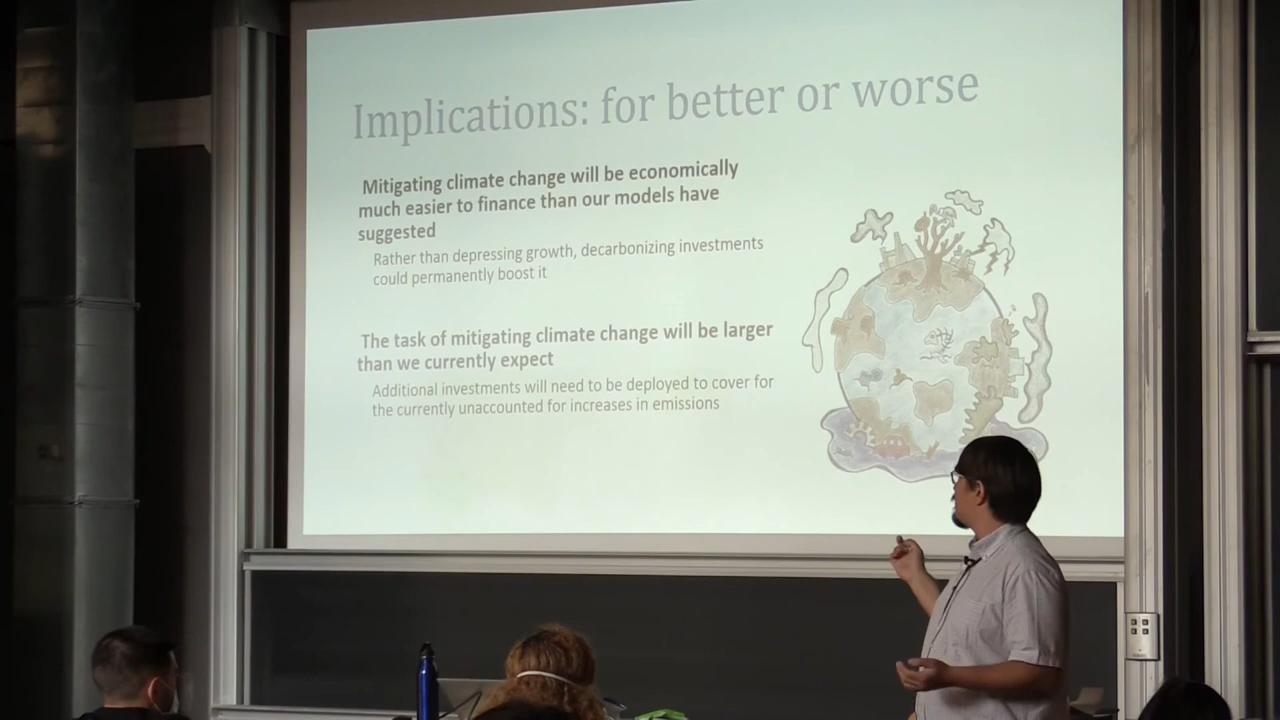 Implications: for better or worse
Mitigating climate change will be economically
much easier to finance than our models have
suggested
Rather than depressing growth, decarbonizing investments
could permanently boost it
The task of mitigating climate change will be larger
than we currently expect
Additional investments will need to be deployed to cover for
the currently unaccounted for increases in emissions